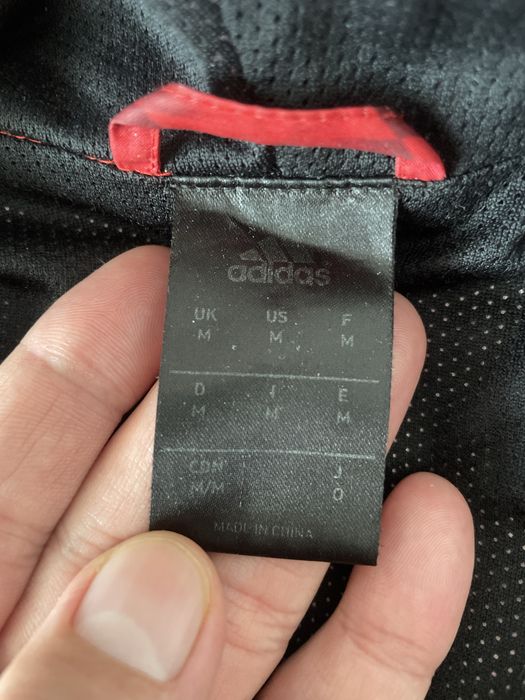 adidas
UK US F
M M M
D I E
M M M
CDN J
M/M O
MADE IN CHINA